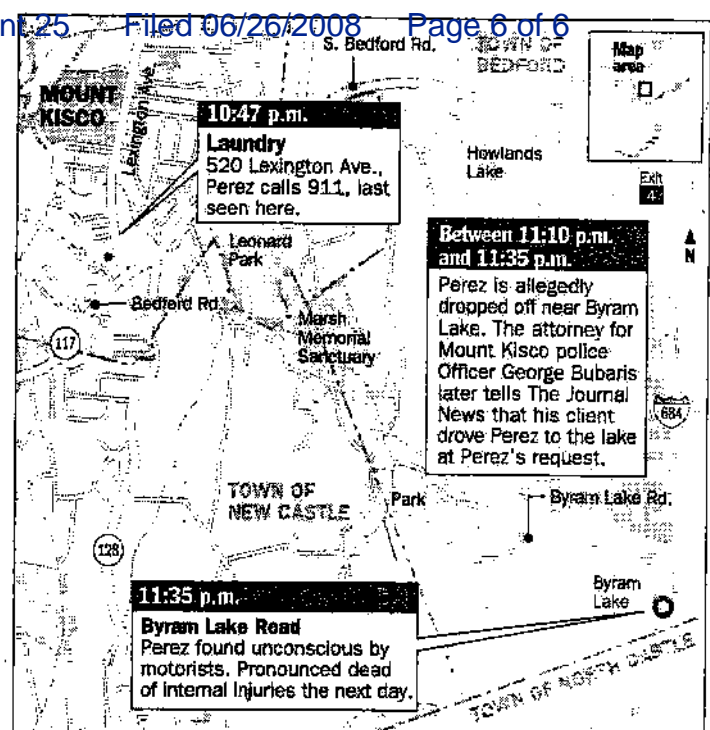 nt 25 Filed 06/26/2008 Page 6 of 6
S. Bedford Rd.
TOWN OF
BEDFORD
Map
area
MOUNT
KISCO
Lexington Ave.
10:47 p.m.
Laundry
520 Lexington Ave.,
Perez calls 911, last
seen here.
Howlands
Lake
Exit
4
Between 11:10 p.m.
and 11:35 p.m.
Perez is allegedly
dropped off near Byram
Lake. The attorney for
Mount Kisco police
Officer George Bubaris
later tells The Journal
News that his client
drove Perez to the lake
at Perez's request.
N
Leonard
Park
Bedford Rd.
117
Marsh
Memorial
Sanctuary
684
TOWN OF
NEW CASTLE
Park
Byram Lake Rd.
128
11:35 p.m.
Byram Lake Road
Perez found unconscious by
motorists. Pronounced dead
of internal injuries the next day.
Byram
Lake
TOWN OF NORTH CASTLE